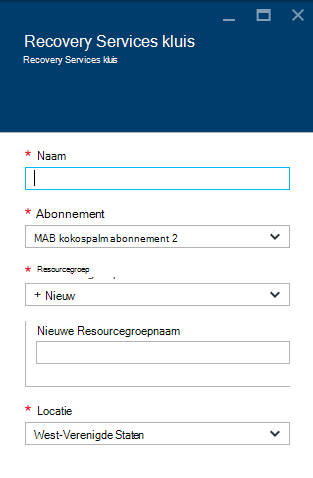 Recovery Services kluis
Recovery Services kluis
* Naam
* Abonnement
MAB kokospalm abonnement 2
* Resourcegroep
+ Nieuw
Nieuwe Resourcegroepnaam
* Locatie
West-Verenigde Staten